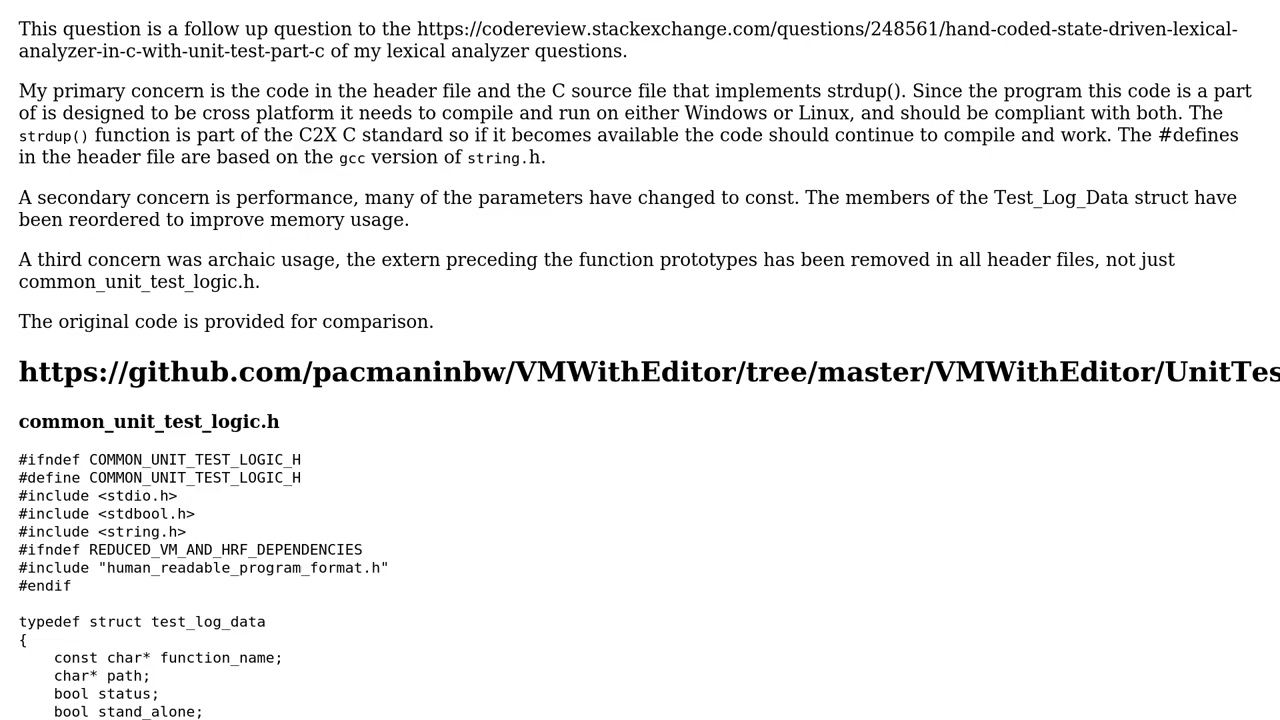 This question is a follow up question to the https://codereview.stackexchange.com/questions/248561/hand-coded-state-driven-lexical-
analyzer-in-c-with-unit-test-part-c of my lexical analyzer questions.
My primary concern is the code in the header file and the C source file that implements strdup(). Since the program this code is a part
of is designed to be cross platform it needs to compile and run on either Windows or Linux, and should be compliant with both. The
strdup() function is part of the C2X C standard so if it becomes available the code should continue to compile and work. The #defines
in the header file are based on the gcc version of string.h.
A secondary concern is performance, many of the parameters have changed to const. The members of the Test_Log_Data struct have
been reordered to improve memory usage.
A third concern was archaic usage, the extern preceding the function prototypes has been removed in all header files, not just
common_unit_test_logic.h.
The original code is provided for comparison.
https://github.com/pacmaninbw/VMWithEditor/tree/master/VMWithEditor/UnitTes
common_unit_test_logic.h
#ifndef COMMON_UNIT_TEST_LOGIC_H
#define COMMON_UNIT_TEST_LOGIC_H
#include <stdio.h>
#include <stdbool.h>
#include <string.h>
#ifndef REDUCED_VM_AND_HRF_DEPENDENCIES
#include "human_readable_program_format.h"
#endif
typedef struct test_log_data
{
    const char* function_name;
    char* path;
    bool status;
    bool stand_alone;